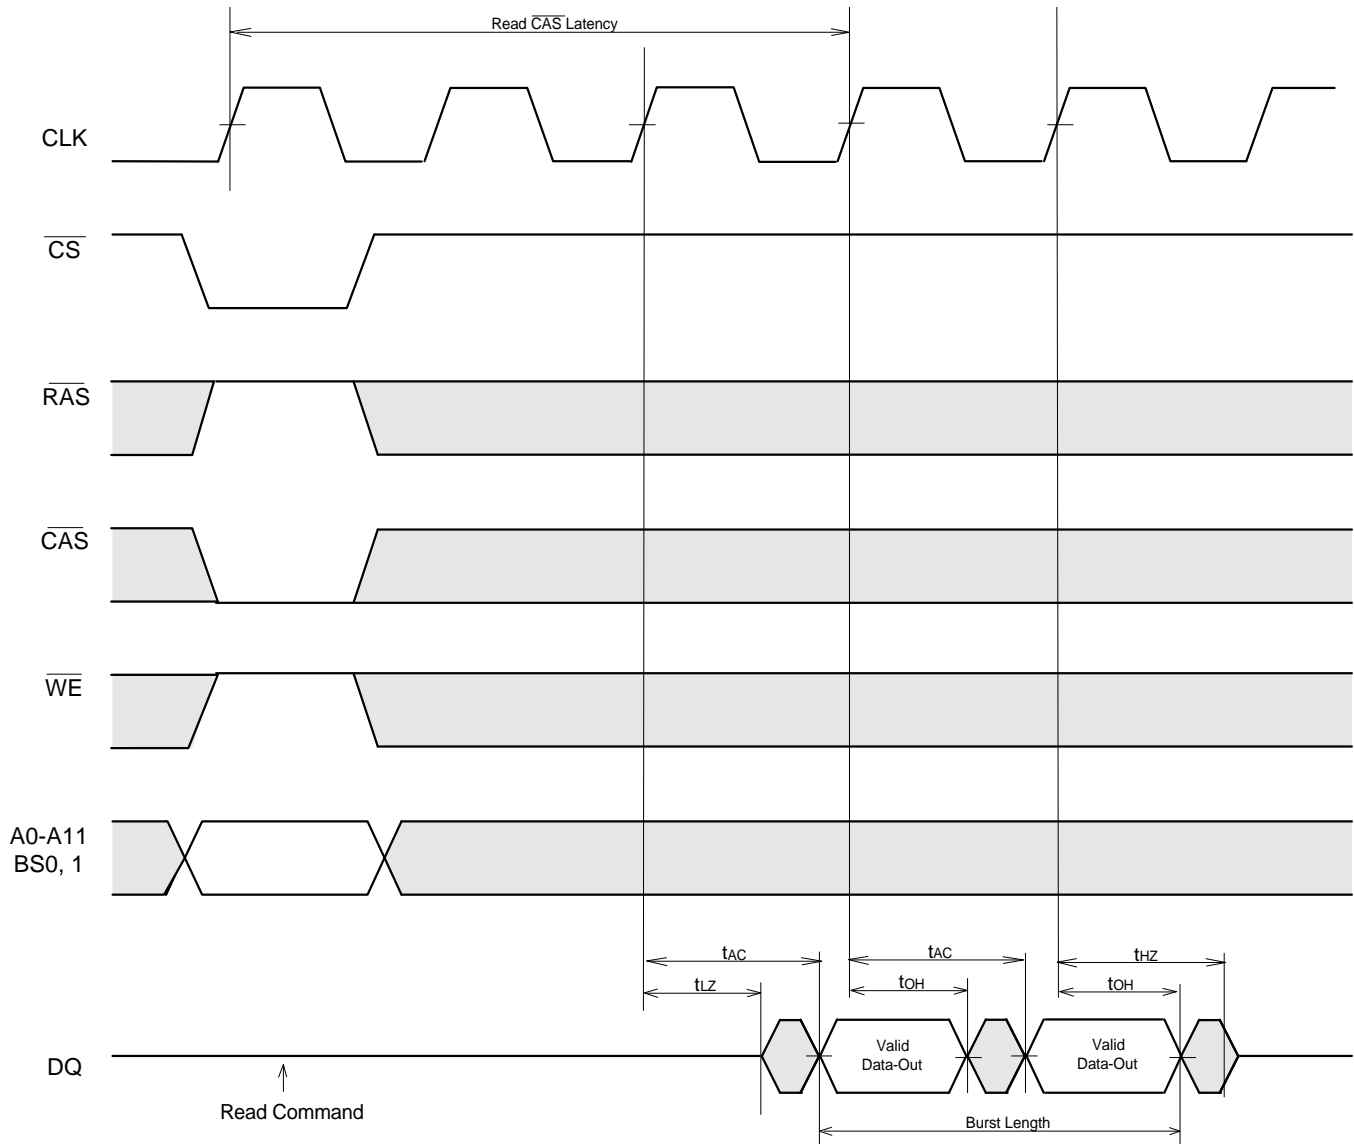 Read CAS Latency
CLK
CS
RAS
CAS
WE
A0-A11
BS0, 1
tAC
tAC
tHZ
tLZ
tOH
tOH
DQ
Valid
Data-Out
Valid
Data-Out
Read Command
Burst Length